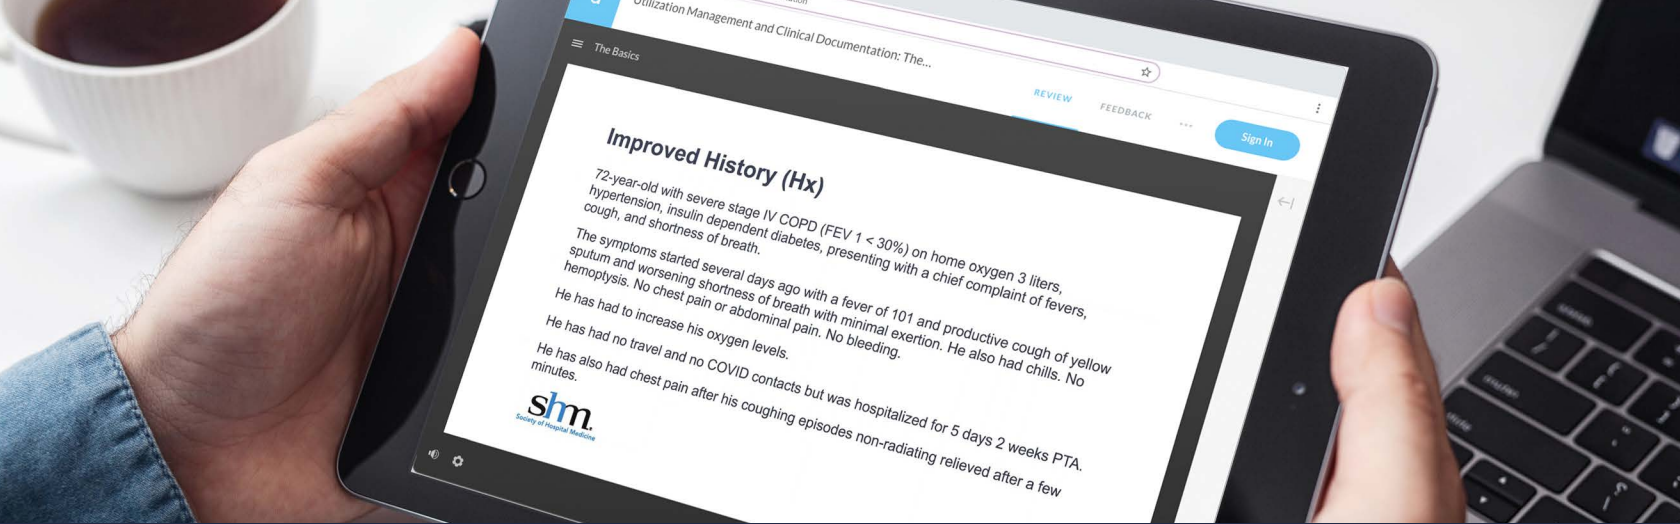 Utilization Management and Clinical Documentation: The...
The Basics
REVIEW
FEEDBACK
...
Sign In
Improved History (Hx)
72-year-old with severe stage IV COPD (FEV 1 < 30%) on home oxygen 3 liters,
hypertension, insulin dependent diabetes, presenting with a chief complaint of fevers,
cough, and shortness of breath.
The symptoms started several days ago with a fever of 101 and productive cough of yellow
sputum and worsening shortness of breath with minimal exertion. He also had chills. No
hemoptysis. No chest pain or abdominal pain. No bleeding.
He has had to increase his oxygen levels.
He has had no travel and no COVID contacts but was hospitalized for 5 days 2 weeks PTA.
He has also had chest pain after his coughing episodes non-radiating relieved after a few
minutes.
shm.
Society of Hospital Medicine